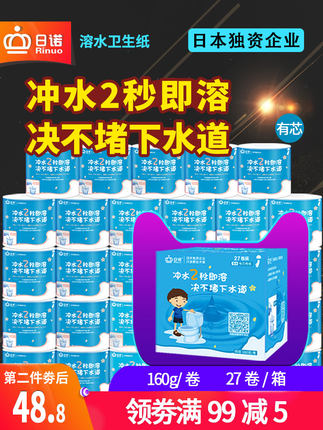 日诺
Rinuo
溶水卫生纸
日本独资企业
冲水2秒即溶
决不堵下水道
有芯
27卷装
冲水2秒即溶
决不堵下水道
160g/卷
27卷/箱
第二件劵后
48.8
领劵满99减5